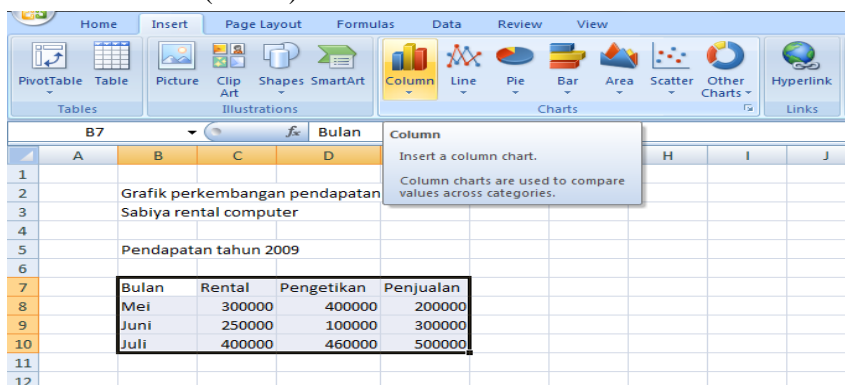 Home Insert Page Layout Formulas Data Review View
PivotTable Table Picture Clip Art Shapes SmartArt Column Line Pie Bar Area Scatter Other Charts Hyperlink
Tables Illustrations Charts Links
B7 fx Bulan
Column
Insert a column chart.
Column charts are used to compare
values across categories.
A B C D H I J
1
2 Grafik perkembangan pendapatan
3 Sabiya rental computer
4
5 Pendapatan tahun 2009
6
7 Bulan Rental Pengetikan Penjualan
8 Mei 300000 400000 200000
9 Juni 250000 100000 300000
10 Juli 400000 460000 500000
11
12